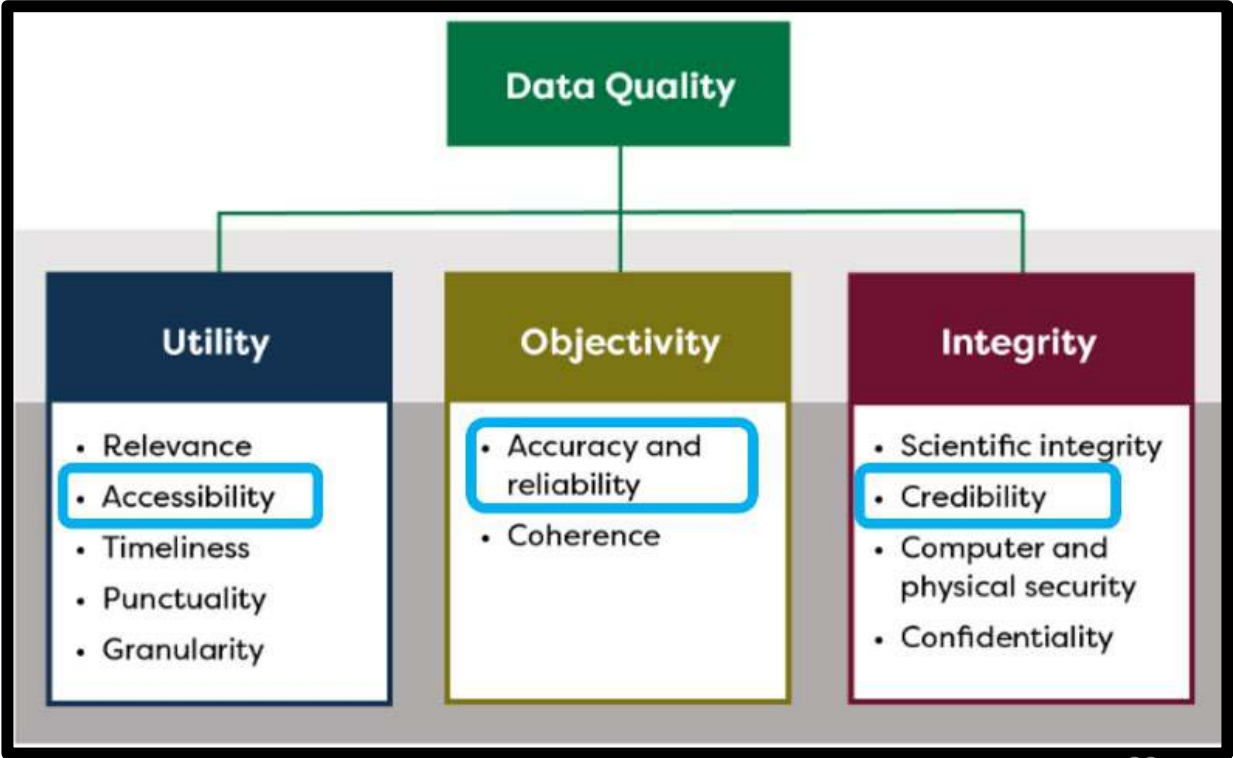 Data Quality
Utility
• Relevance
• Accessibility
• Timeliness
• Punctuality
• Granularity
Objectivity
• Accuracy and
reliability
• Coherence
Integrity
• Scientific integrity
• Credibility
• Computer and
physical security
• Confidentiality